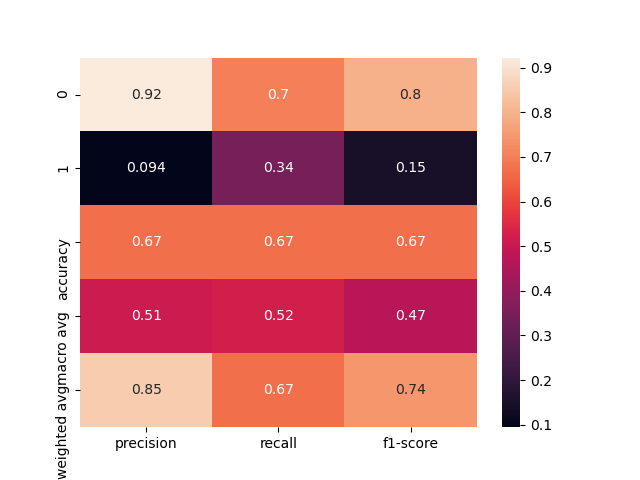 0 0.92 0.7 0.8
1 0.094 0.34 0.15
accuracy 0.67 0.67 0.67
macro avg 0.51 0.52 0.47
weighted avg 0.85 0.67 0.74
precision recall f1-score
0.9
0.8
0.7
0.6
0.5
0.4
0.3
0.2
0.1